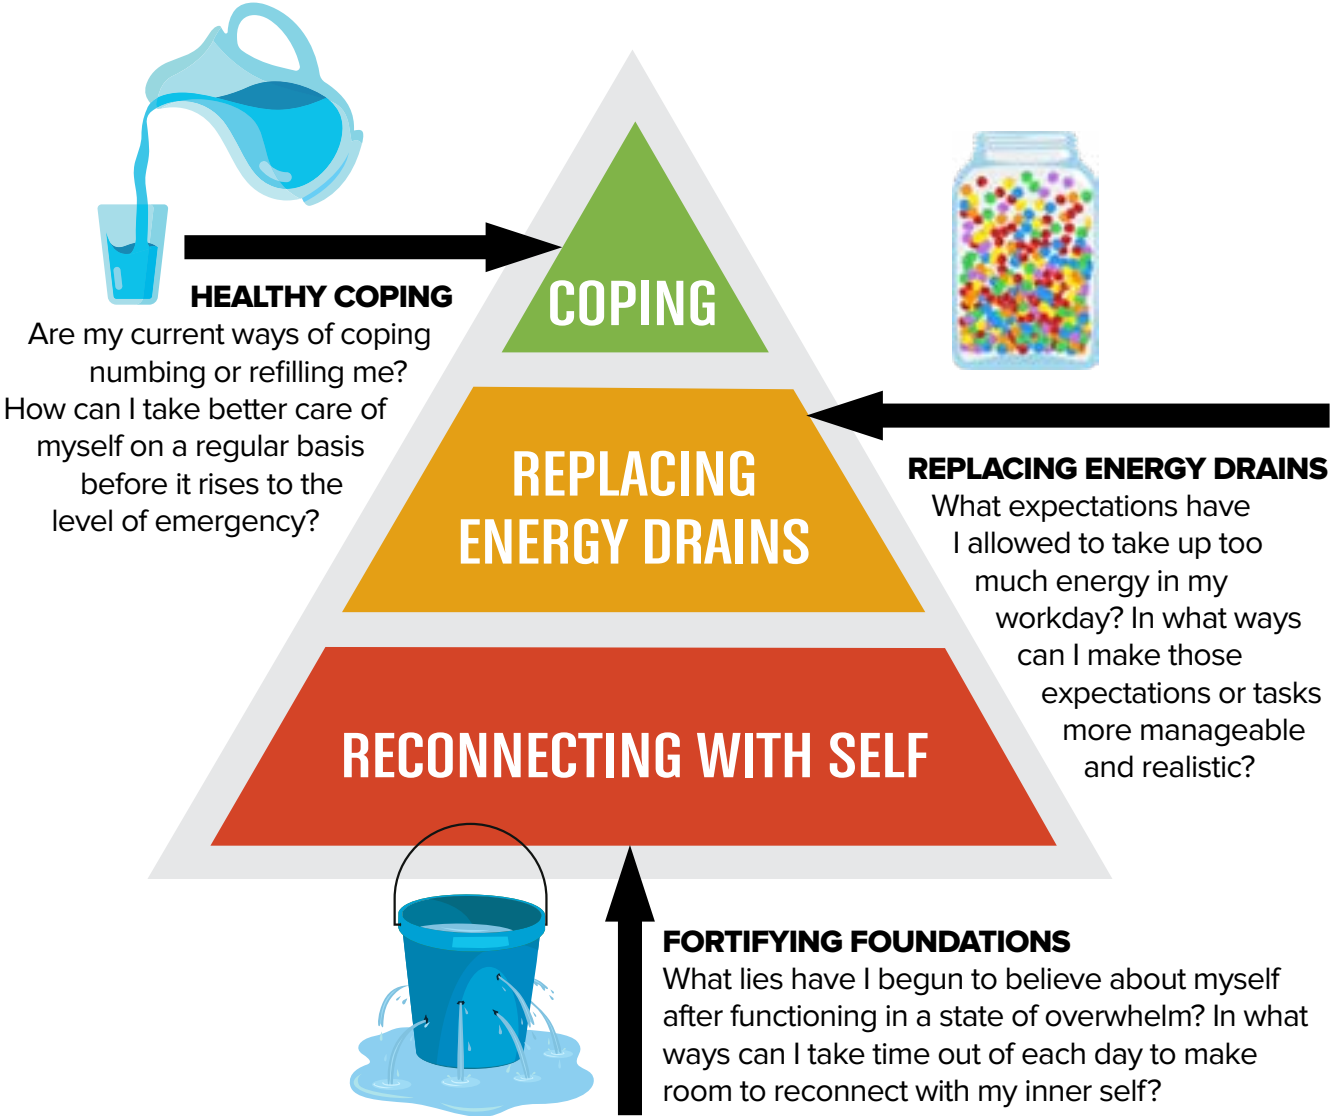 COPING
HEALTHY COPING
Are my current ways of coping
numbing or refilling me?
How can I take better care of
myself on a regular basis
before it rises to the
level of emergency?
REPLACING
ENERGY DRAINS
REPLACING ENERGY DRAINS
What expectations have
I allowed to take up too
much energy in my
workday? In what ways
can I make those
expectations or tasks
more manageable
and realistic?
RECONNECTING WITH SELF
FORTIFYING FOUNDATIONS
What lies have I begun to believe about myself
after functioning in a state of overwhelm? In what
ways can I take time out of each day to make
room to reconnect with my inner self?